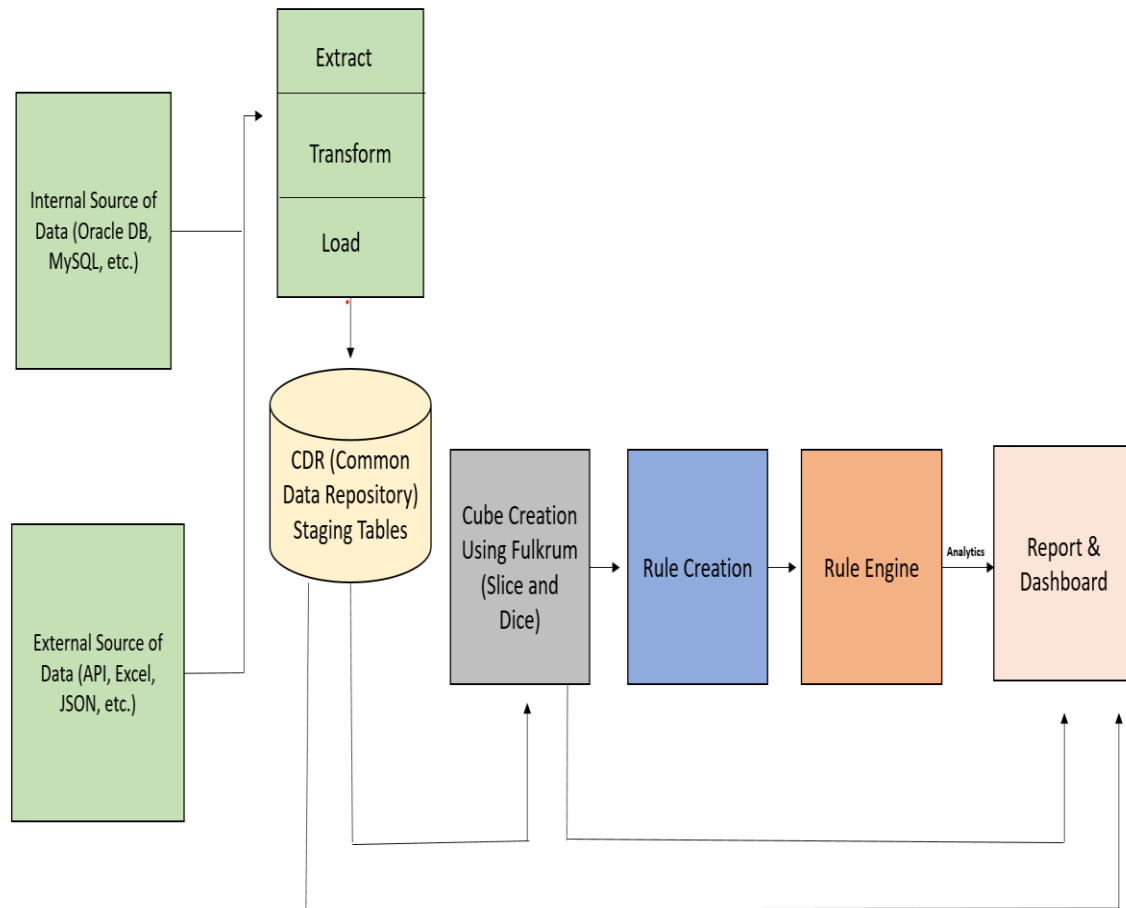 Extract
Transform
Load
Internal Source of
Data (Oracle DB,
MySQL, etc.)
CDR (Common
Data Repository)
Staging Tables
External Source of
Data (API, Excel,
JSON, etc.)
Cube Creation
Using Fulkrum
(Slice and
Dice)
Rule Creation
Rule Engine
Analytics
Report &
Dashboard